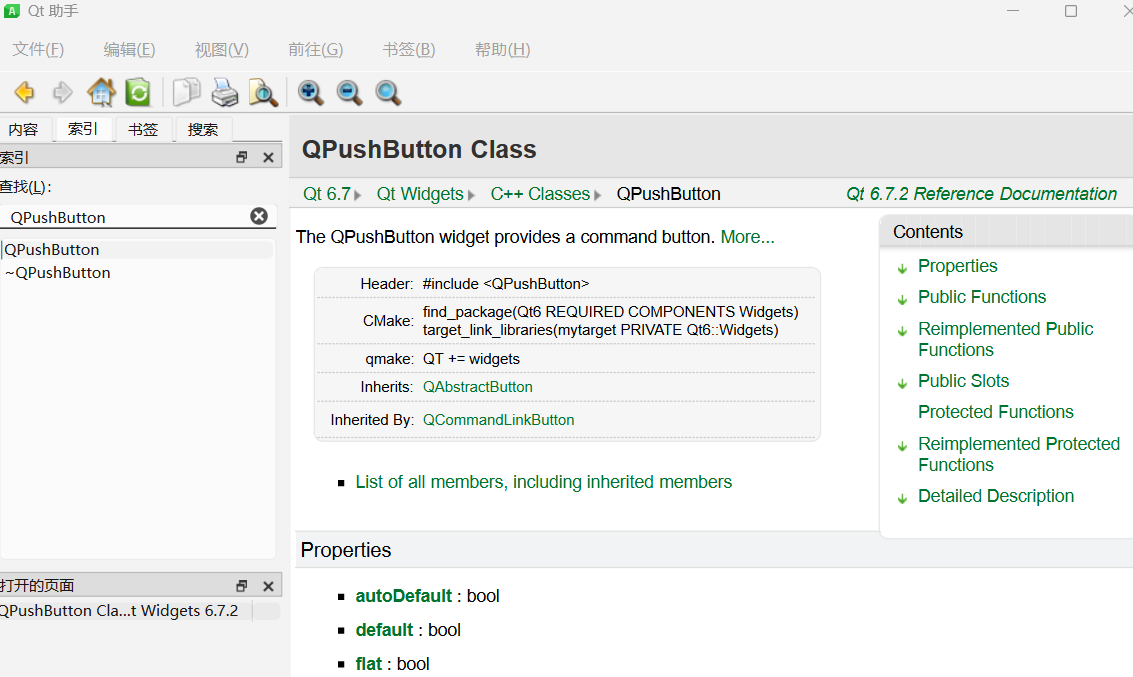 Qt 助手
文件(F) 编辑(E) 视图(V) 前往(G) 书签(B) 帮助(H)
内容 索引 书签 搜索
索引
查找(L):
QPushButton
QPushButton
~QPushButton
打开的页面
QPushButton Cla...t Widgets 6.7.2
QPushButton Class
Qt 6.7 Qt Widgets C++ Classes QPushButton Qt 6.7.2 Reference Documentation
The QPushButton widget provides a command button. More...
Header: #include <QPushButton>
CMake: find_package(Qt6 REQUIRED COMPONENTS Widgets)
target_link_libraries(mytarget PRIVATE Qt6::Widgets)
qmake: QT += widgets
Inherits: QAbstractButton
Inherited By: QCommandLinkButton
List of all members, including inherited members
Contents
Properties
Public Functions
Reimplemented Public
Functions
Public Slots
Protected Functions
Reimplemented Protected
Functions
Detailed Description
Properties
autoDefault : bool
default : bool
flat : bool